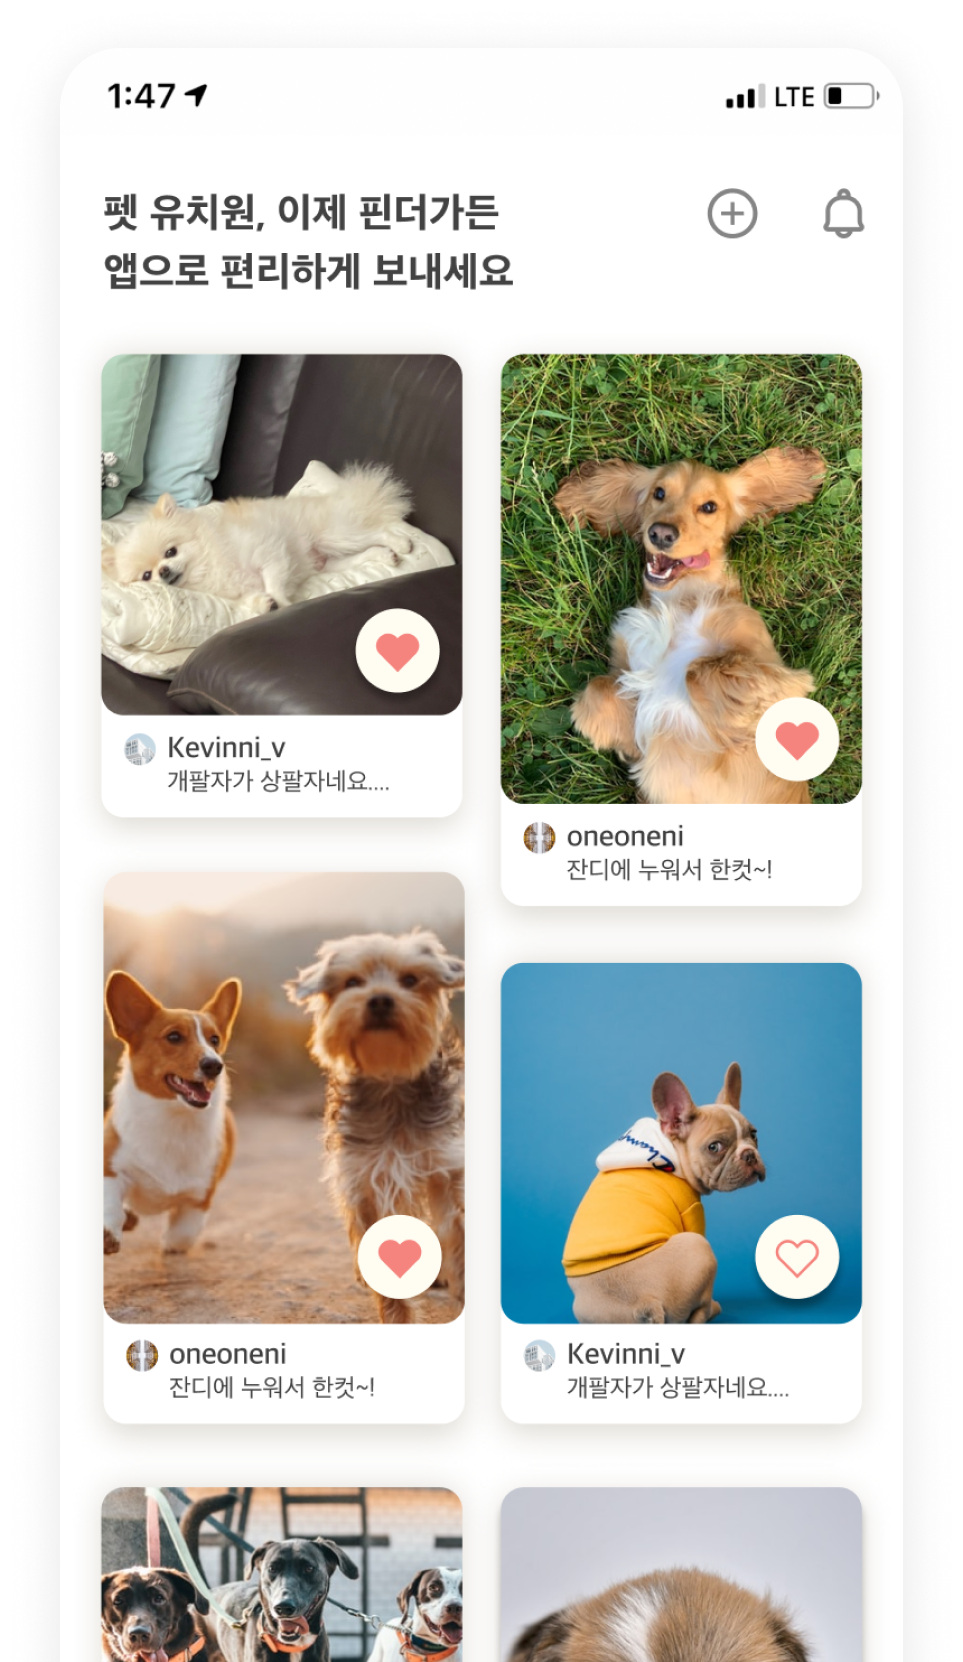 1:47
LTE
펫 유치원, 이제 핀더가든
앱으로 편리하게 보내세요
Kevinni_v
개팔자가 상팔자네요....
oneoneni
잔디에 누워서 한컷~!
oneoneni
잔디에 누워서 한컷~!
Champ
Kevinni_v
개팔자가 상팔자네요....